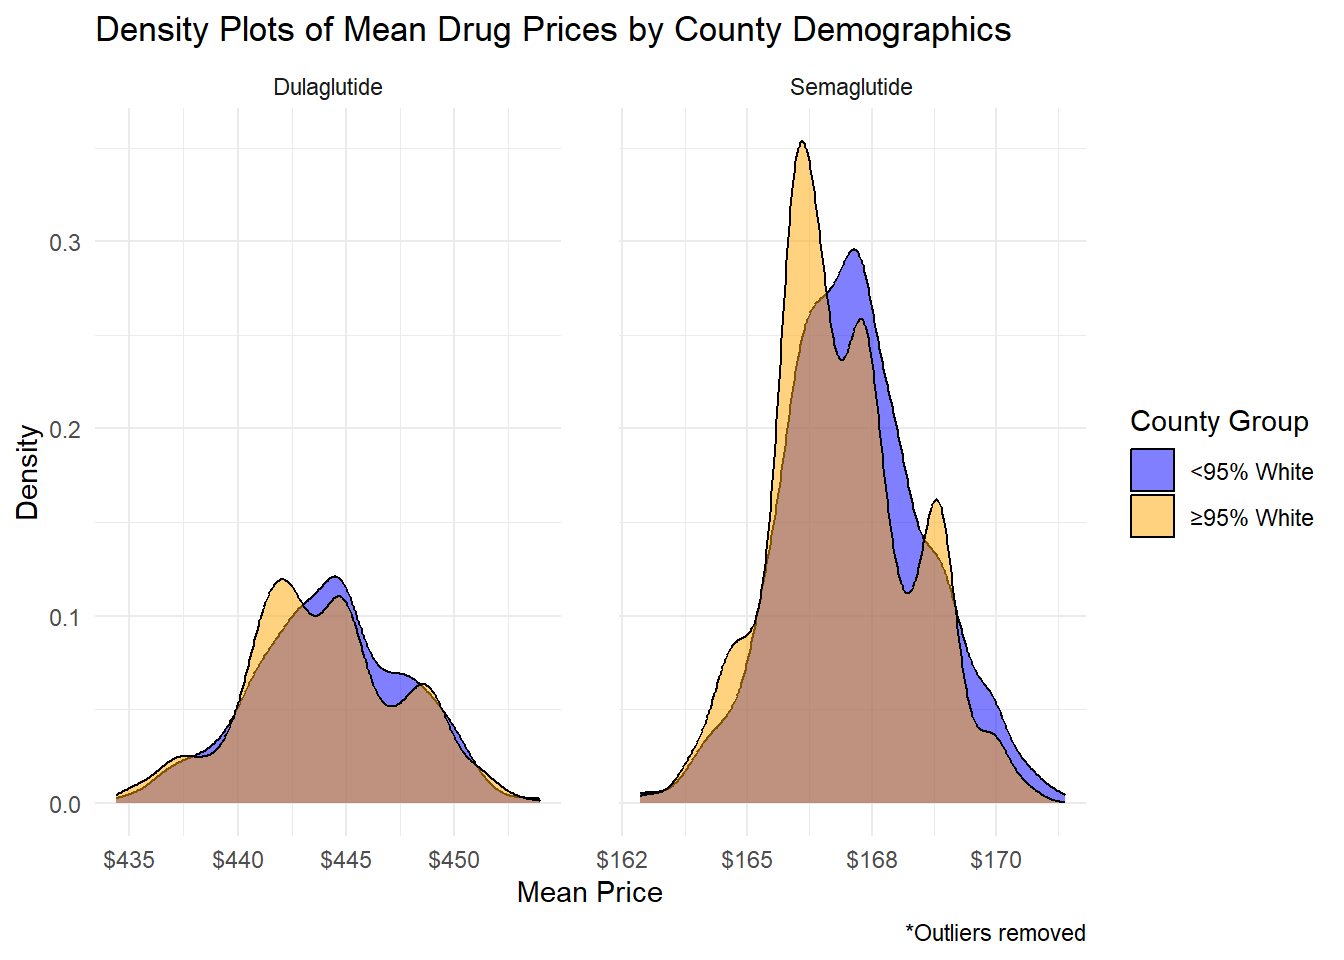 Density Plots of Mean Drug Prices by County Demographics
Dulaglutide
Semaglutide
Density
0.3
0.2
0.1
0.0
$435 $440 $445 $450
$162 $165 $168 $170
Mean Price
County Group
<95% White
≥95% White
*Outliers removed